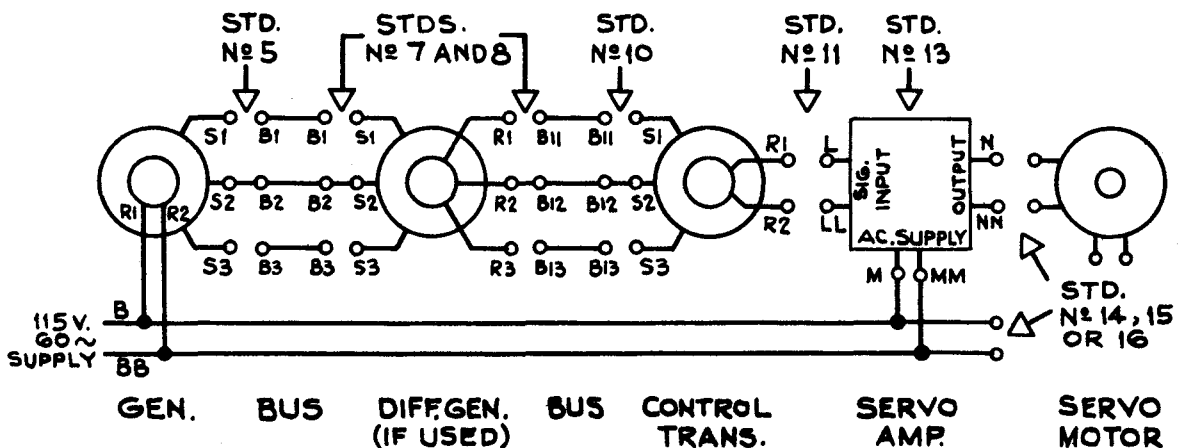 STD.
Nº 5
STDS.
Nº 7 AND 8
STD.
Nº 10
STD.
Nº 11
STD.
Nº 13
S1 B1 B1 S1 R1 B11 B11 S1 R1 L N
R1 R2 S2 B2 B2 S2 R2 B12 B12 S2 R2 LL NN
S3 B3 B3 S3 R3 B13 B13 S3
SIG.
INPUT
OUTPUT
A.C. SUPPLY
M MM
STD.
Nº 14, 15
OR 16
B
115 V.
60 ~
SUPPLY
BB
GEN. BUS DIFF. GEN. BUS CONTROL SERVO SERVO
(IF USED) TRANS. AMP. MOTOR